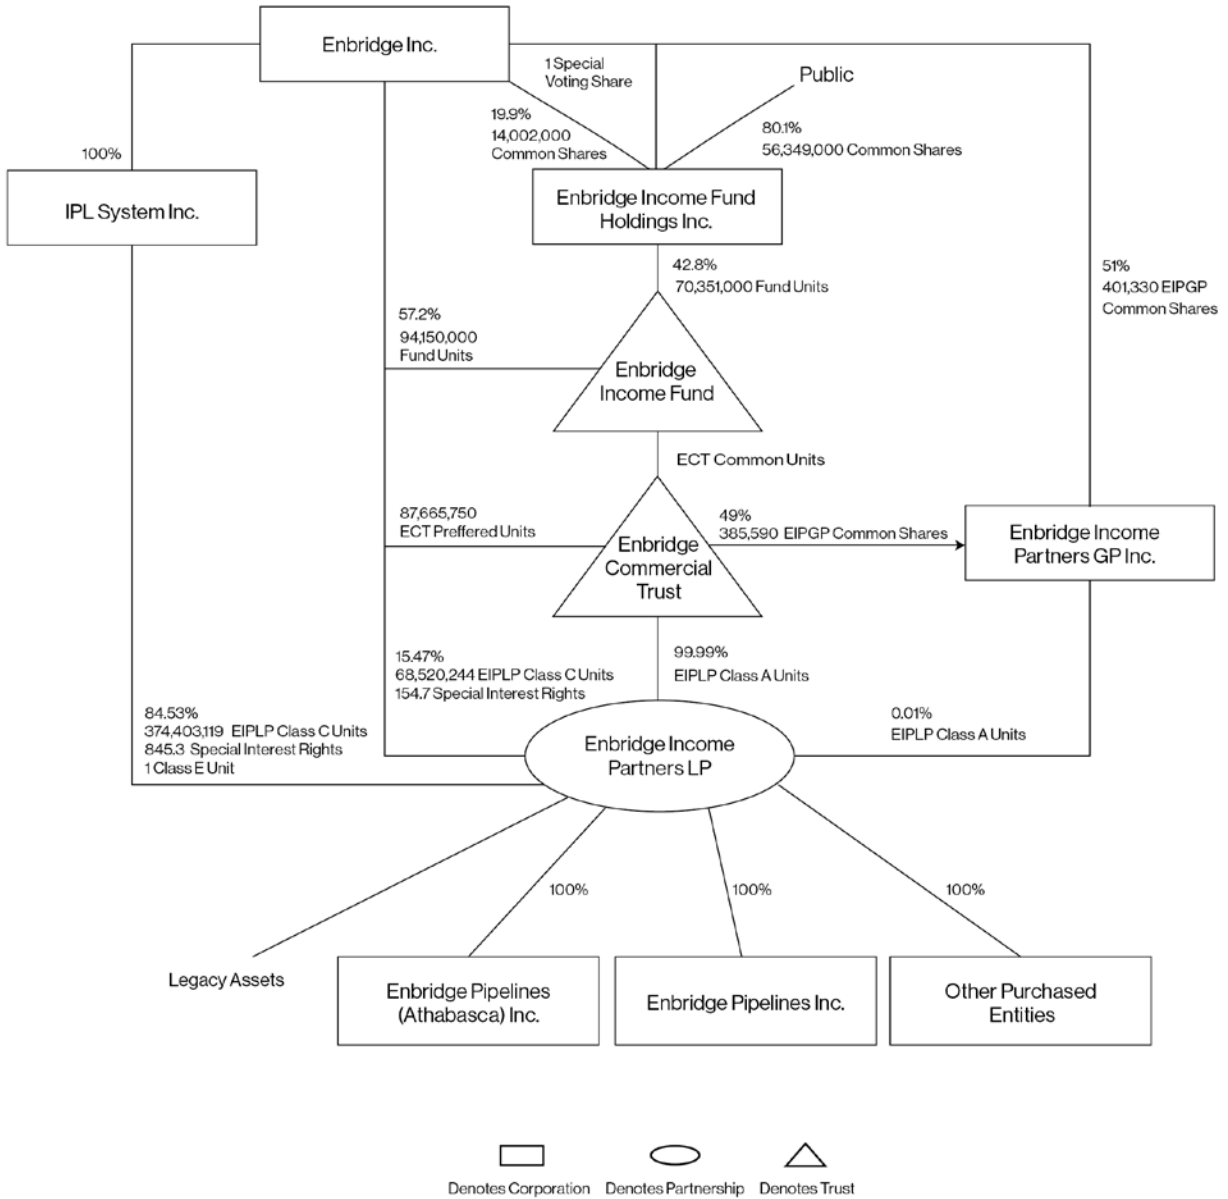 Enbridge Inc.
1 Special
Voting Share
Public
19.9%
14,002,000
Common Shares
80.1%
56,349,000 Common Shares
100%
IPL System Inc.
Enbridge Income Fund
Holdings Inc.
42.8%
70,351,000 Fund Units
51%
401,330 EIPGP
Common Shares
57.2%
94,150,000
Fund Units
Enbridge
Income Fund
ECT Common Units
87,665,750
ECT Preffered Units
49%
385,590 EIPGP Common Shares
Enbridge
Commercial
Trust
Enbridge Income
Partners GP Inc.
15.47%
68,520,244 EIPLP Class C Units
154.7 Special Interest Rights
99.99%
EIPLP Class A Units
84.53%
374,403,119 EIPLP Class C Units
845.3 Special Interest Rights
1 Class E Unit
0.01%
EIPLP Class A Units
Enbridge Income
Partners LP
100%
100%
100%
Legacy Assets
Enbridge Pipelines
(Athabasca) Inc.
Enbridge Pipelines Inc.
Other Purchased
Entities
Denotes Corporation
Denotes Partnership
Denotes Trust